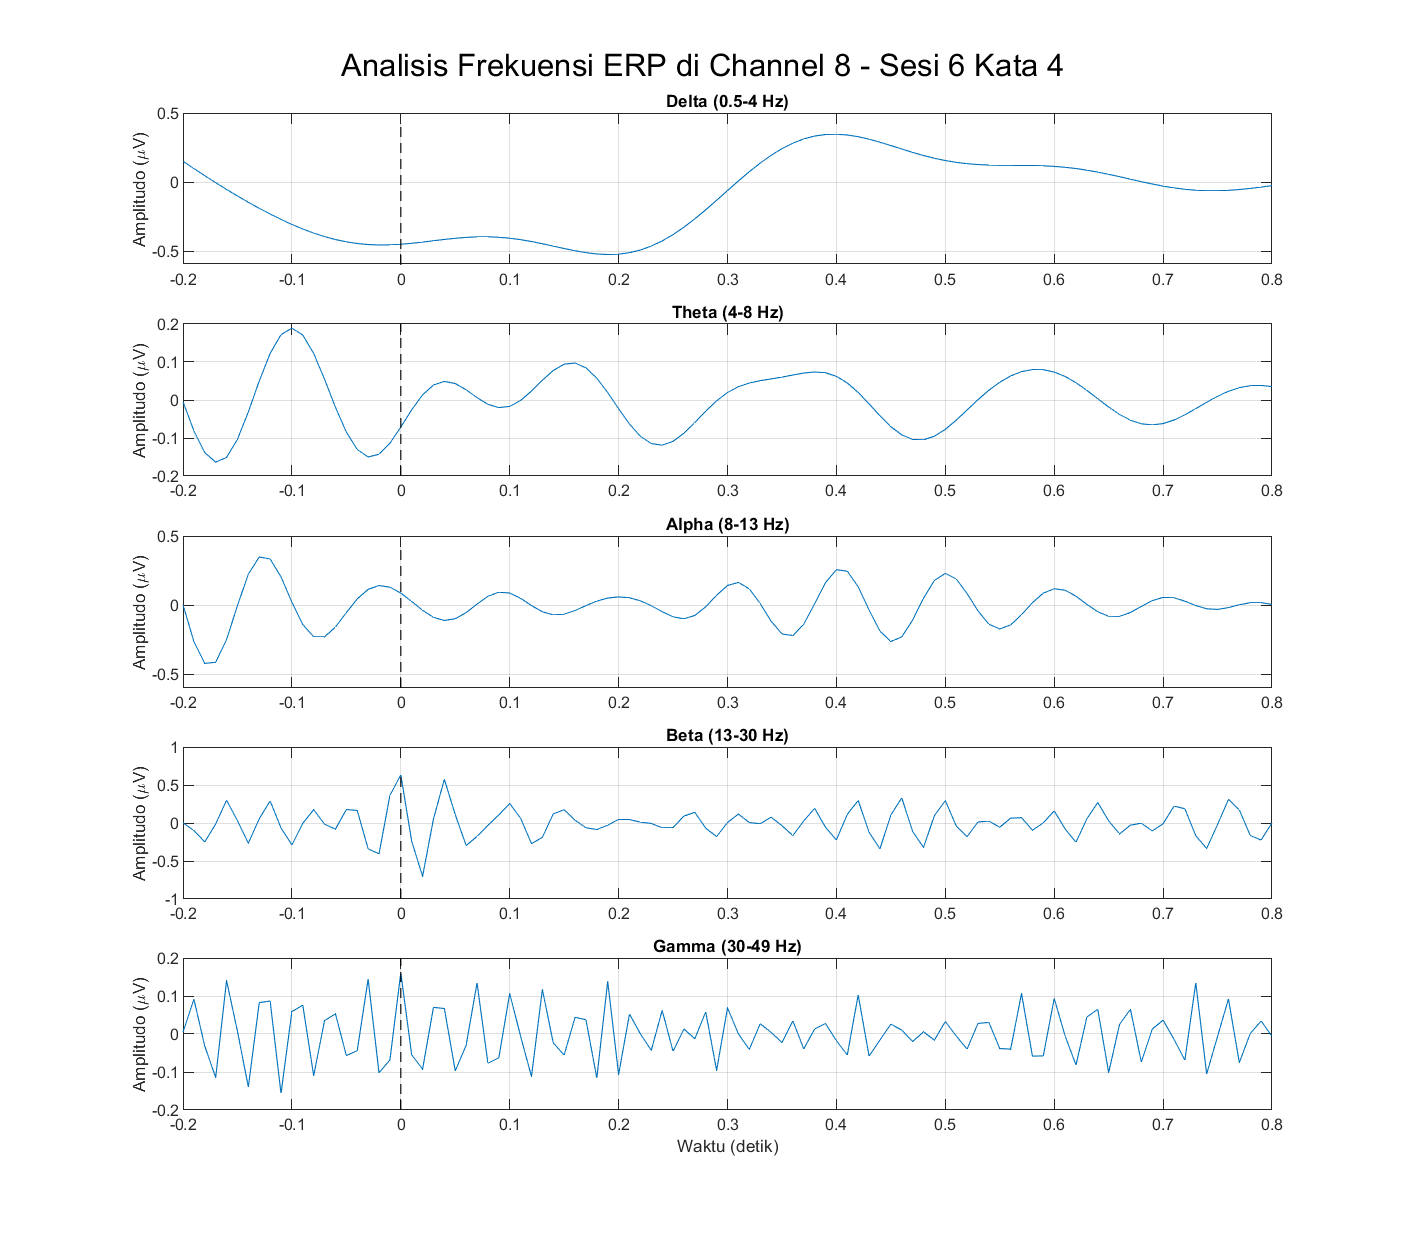 Analisis Frekuensi ERP di Channel 8 - Sesi 6 Kata 4
Delta (0.5-4 Hz)
Amplitudo (μV)
0.5
0
-0.5
-0.2 -0.1 0 0.1 0.2 0.3 0.4 0.5 0.6 0.7 0.8
Theta (4-8 Hz)
Amplitudo (μV)
0.2
0.1
0
-0.1
-0.2
-0.2 -0.1 0 0.1 0.2 0.3 0.4 0.5 0.6 0.7 0.8
Alpha (8-13 Hz)
Amplitudo (μV)
0.5
0
-0.5
-0.2 -0.1 0 0.1 0.2 0.3 0.4 0.5 0.6 0.7 0.8
Beta (13-30 Hz)
Amplitudo (μV)
1
0.5
0
-0.5
-1
-0.2 -0.1 0 0.1 0.2 0.3 0.4 0.5 0.6 0.7 0.8
Gamma (30-49 Hz)
Amplitudo (μV)
0.2
0.1
0
-0.1
-0.2
-0.2 -0.1 0 0.1 0.2 0.3 0.4 0.5 0.6 0.7 0.8
Waktu (detik)